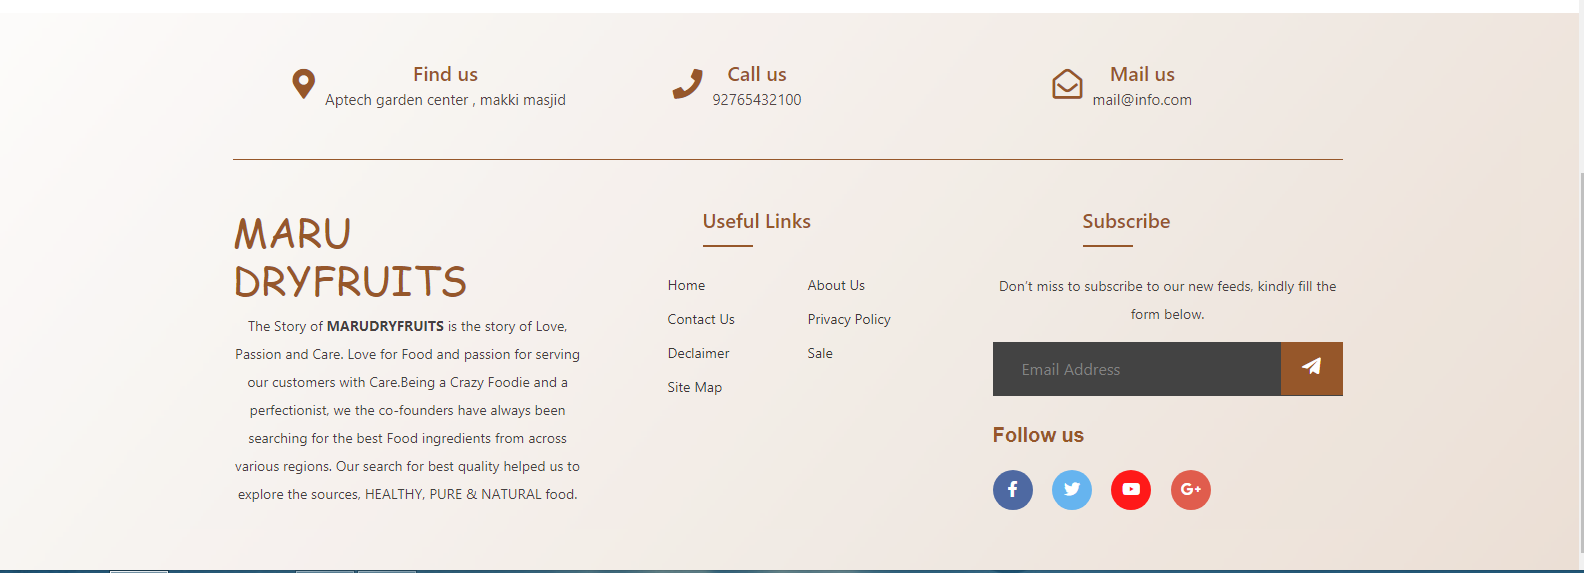 Find us
Aptech garden center , makki masjid
Call us
92765432100
Mail us
mail@info.com
MARU
DRYFRUITS
The Story of MARUDRYFRUITS is the story of Love,
Passion and Care. Love for Food and passion for serving
our customers with Care.Being a Crazy Foodie and a
perfectionist, we the co-founders have always been
searching for the best Food ingredients from across
various regions. Our search for best quality helped us to
explore the sources, HEALTHY, PURE & NATURAL food.
Useful Links
Home
About Us
Contact Us
Privacy Policy
Declaimer
Sale
Site Map
Subscribe
Don't miss to subscribe to our new feeds, kindly fill the
form below.
Email Address
Follow us
f
G+